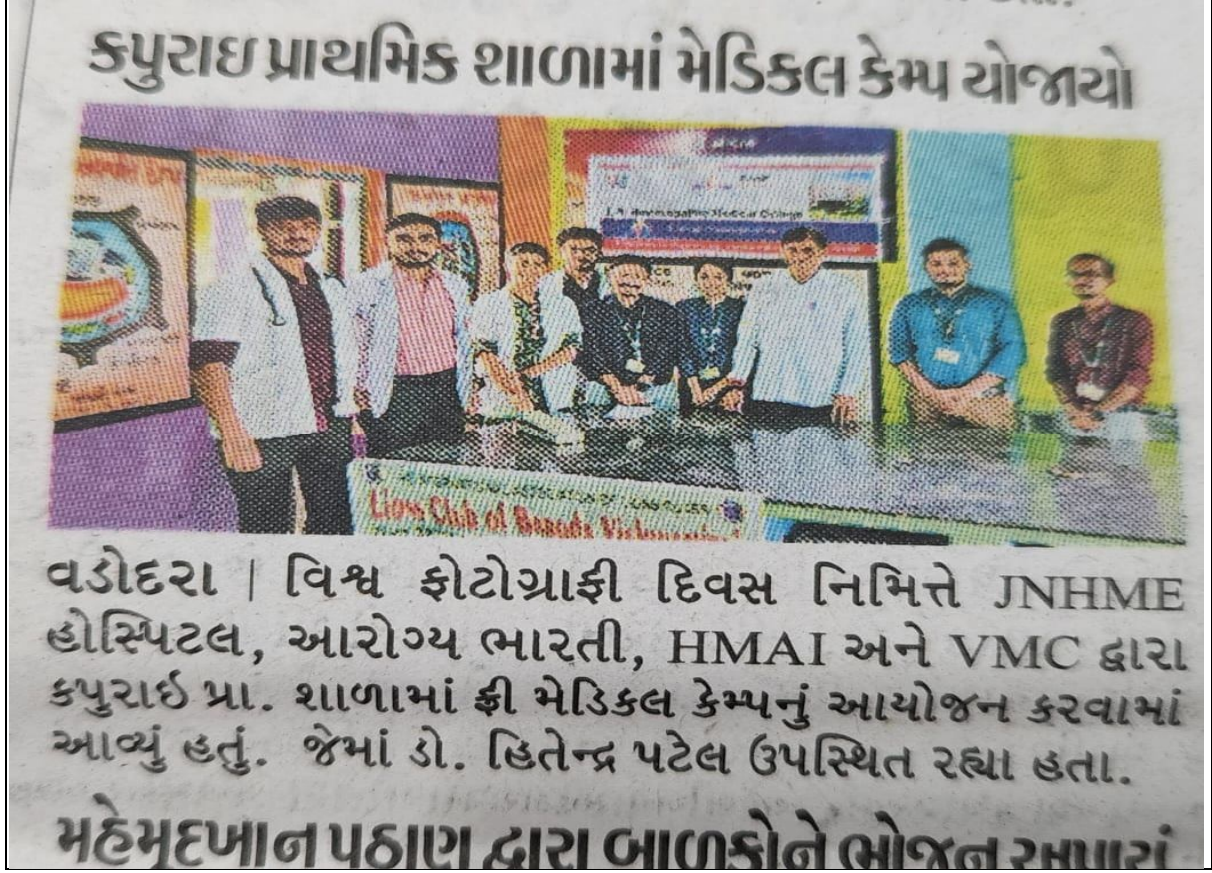 કપુરાઇ પ્રાથમિક શાળામાં મેડિકલ કેમ્પ યોજાયો
Lions Club of Baroda
વડોદરા | વિશ્વ ફોટોગ્રાફી દિવસ નિમિત્તે JNHME
હોસ્પિટલ, આરોગ્ય ભારતી, HMAI અને VMC દ્વારા
કપુરાઇ પ્રા. શાળામાં ફ્રી મેડિકલ કેમ્પનું આયોજન કરવામાં
આવ્યું હતું. જેમાં ડો. હિતેન્દ્ર પટેલ ઉપસ્થિત રહ્યા હતા.
મહેમૂદખાન પઠાણ દ્વારા બાળકોને ભોજન